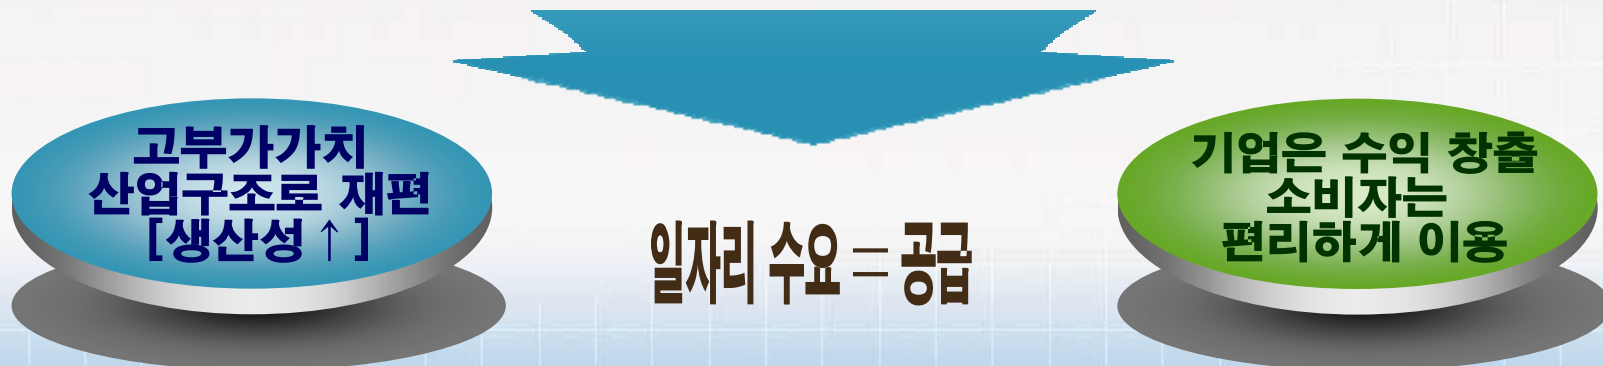 고부가가치
산업구조로 재편
[생산성↑]
일자리 수요 = 공급
기업은 수익 창출
소비자는
편리하게 이용